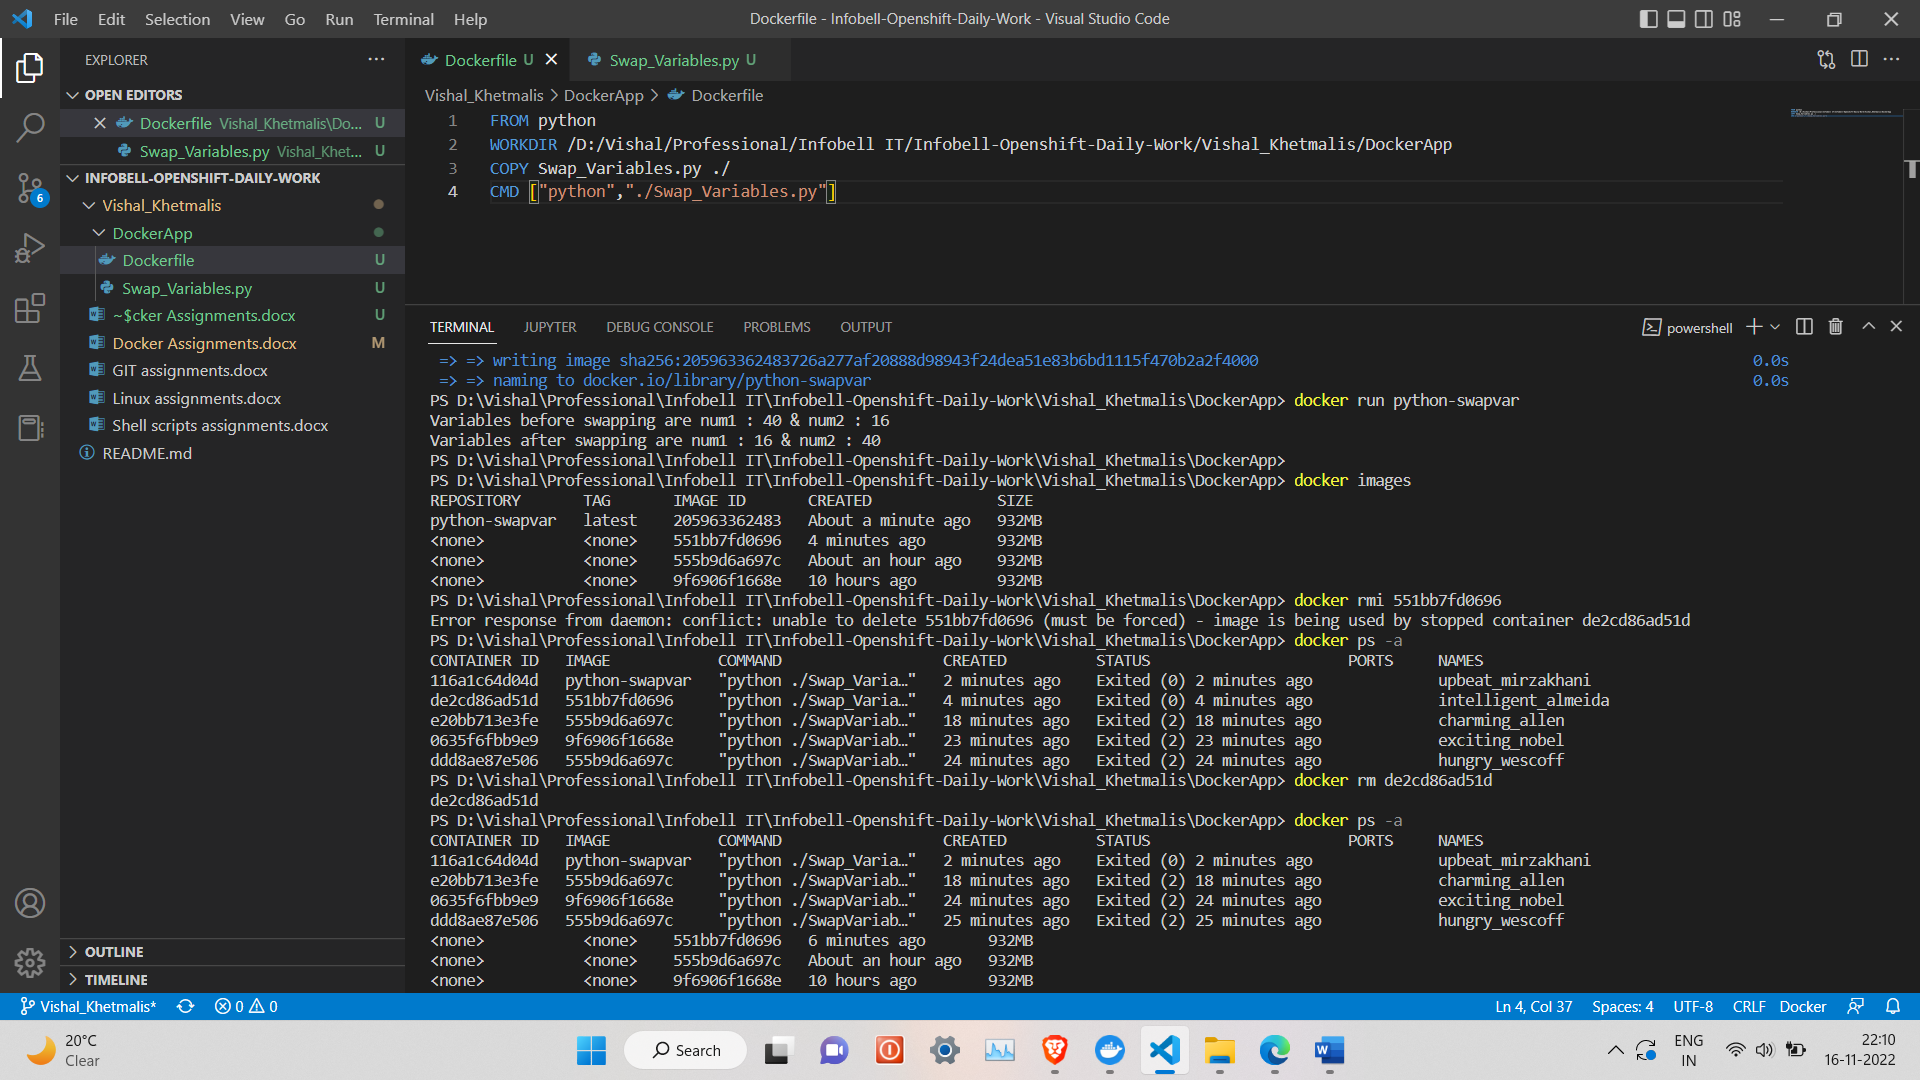 File Edit Selection View Go Run Terminal Help
Dockerfile - Infobell-Openshift-Daily-Work - Visual Studio Code
EXPLORER
OPEN EDITORS
Dockerfile Vishal_Khetmalis\Do... U
Swap_Variables.py Vishal_Khet... U
INFOBELL-OPENSHIFT-DAILY-WORK
6
Vishal_Khetmalis
DockerApp
Dockerfile U
Swap_Variables.py U
~$cker Assignments.docx U
Docker Assignments.docx M
GIT assignments.docx
Linux assignments.docx
Shell scripts assignments.docx
README.md
OUTLINE
TIMELINE
Dockerfile U
Swap_Variables.py U
Vishal_Khetmalis > DockerApp > Dockerfile
1 FROM python
2 WORKDIR /D:/Vishal/Professional/Infobell IT/Infobell-Openshift-Daily-Work/Vishal_Khetmalis/DockerApp
3 COPY Swap_Variables.py ./
4 CMD ["python","./Swap_Variables.py"]
TERMINAL JUPYTER DEBUG CONSOLE PROBLEMS OUTPUT
powershell
=> => writing image sha256:205963362483726a277af20888d98943f24dea51e83b6bd1115f470b2a2f4000 0.0s
=> => naming to docker.io/library/python-swapvar 0.0s
PS D:\Vishal\Professional\Infobell IT\Infobell-Openshift-Daily-Work\Vishal_Khetmalis\DockerApp> docker run python-swapvar
Variables before swapping are num1 : 40 & num2 : 16
Variables after swapping are num1 : 16 & num2 : 40
PS D:\Vishal\Professional\Infobell IT\Infobell-Openshift-Daily-Work\Vishal_Khetmalis\DockerApp>
PS D:\Vishal\Professional\Infobell IT\Infobell-Openshift-Daily-Work\Vishal_Khetmalis\DockerApp> docker images
REPOSITORY TAG IMAGE ID CREATED SIZE
python-swapvar latest 205963362483 About a minute ago 932MB
<none> <none> 551bb7fd0696 4 minutes ago 932MB
<none> <none> 555b9d6a697c About an hour ago 932MB
<none> <none> 9f6906f1668e 10 hours ago 932MB
PS D:\Vishal\Professional\Infobell IT\Infobell-Openshift-Daily-Work\Vishal_Khetmalis\DockerApp> docker rmi 551bb7fd0696
Error response from daemon: conflict: unable to delete 551bb7fd0696 (must be forced) - image is being used by stopped container de2cd86ad51d
PS D:\Vishal\Professional\Infobell IT\Infobell-Openshift-Daily-Work\Vishal_Khetmalis\DockerApp> docker ps -a
CONTAINER ID IMAGE COMMAND CREATED STATUS PORTS NAMES
116a1c64d04d python-swapvar "python ./Swap_Varia…" 2 minutes ago Exited (0) 2 minutes ago upbeat_mirzakhani
de2cd86ad51d 551bb7fd0696 "python ./Swap_Varia…" 4 minutes ago Exited (0) 4 minutes ago intelligent_almeida
e20bb713e3fe 555b9d6a697c "python ./SwapVariab…" 18 minutes ago Exited (2) 18 minutes ago charming_allen
0635f6fbb9e9 9f6906f1668e "python ./SwapVariab…" 23 minutes ago Exited (2) 23 minutes ago exciting_nobel
ddd8ae87e506 555b9d6a697c "python ./SwapVariab…" 24 minutes ago Exited (2) 24 minutes ago hungry_wescoff
PS D:\Vishal\Professional\Infobell IT\Infobell-Openshift-Daily-Work\Vishal_Khetmalis\DockerApp> docker rm de2cd86ad51d
de2cd86ad51d
PS D:\Vishal\Professional\Infobell IT\Infobell-Openshift-Daily-Work\Vishal_Khetmalis\DockerApp> docker ps -a
CONTAINER ID IMAGE COMMAND CREATED STATUS PORTS NAMES
116a1c64d04d python-swapvar "python ./Swap_Varia…" 2 minutes ago Exited (0) 2 minutes ago upbeat_mirzakhani
e20bb713e3fe 555b9d6a697c "python ./SwapVariab…" 18 minutes ago Exited (2) 18 minutes ago charming_allen
0635f6fbb9e9 9f6906f1668e "python ./SwapVariab…" 24 minutes ago Exited (2) 24 minutes ago exciting_nobel
ddd8ae87e506 555b9d6a697c "python ./SwapVariab…" 25 minutes ago Exited (2) 25 minutes ago hungry_wescoff
<none> <none> 551bb7fd0696 6 minutes ago 932MB
<none> <none> 555b9d6a697c About an hour ago 932MB
<none> <none> 9f6906f1668e 10 hours ago 932MB
Vishal_Khetmalis* 0 0
Ln 4, Col 37 Spaces: 4 UTF-8 CRLF Docker
20°C
Clear
Search
ENG
IN
22:10
16-11-2022